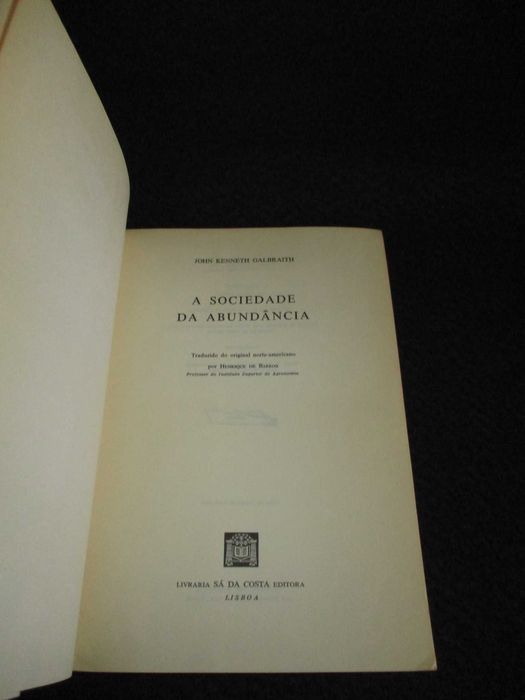 JOHN KENNETH GALBRAITH
A SOCIEDADE
DA ABUNDÂNCIA
Traduzido do original norte-americano
por HENRIQUE DE BARROS
Professor do Instituto Superior de Agronomia
LIVRARIA SÁ DA COSTA EDITORA
LISBOA